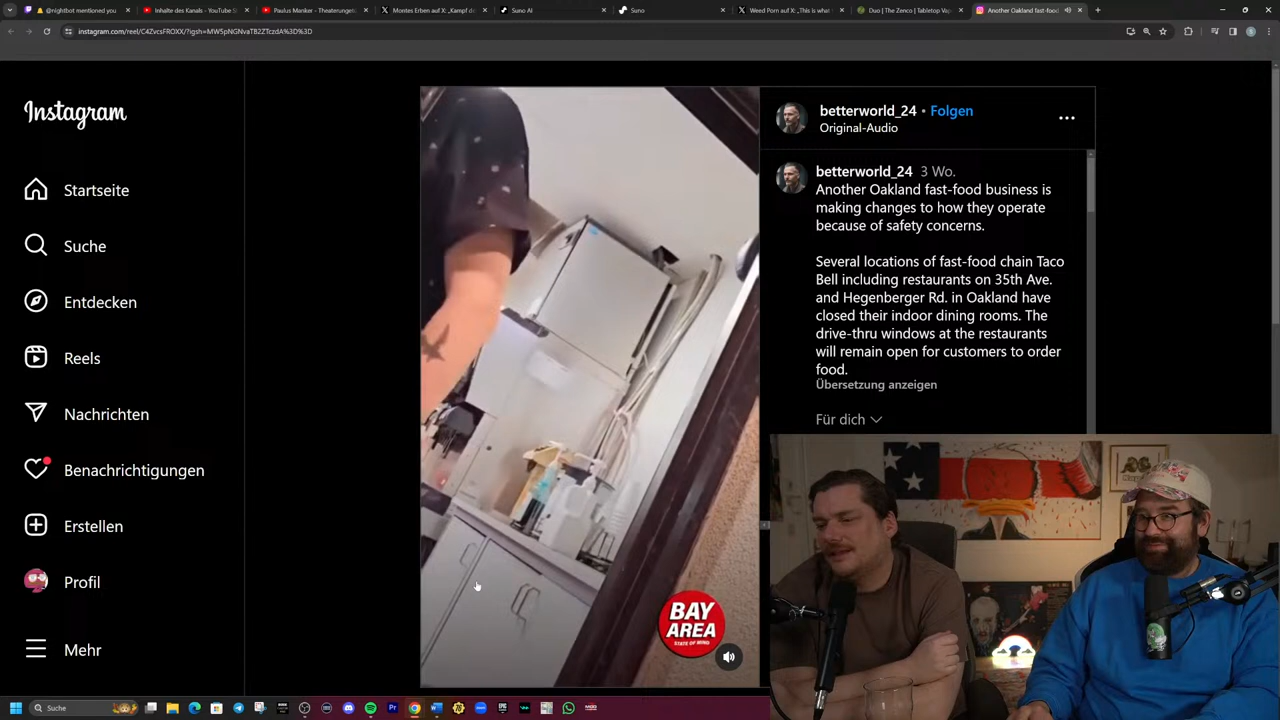 @nightbot mentioned you
Inhalte des Kanals - YouTube S
Paulus Manker - Theaterunget
Montes Erben auf X: „Kampf de
Suno AI
Suno
Weed Porn auf X: „This is what
Duo | The Zenco | Tabletop Va
Another Oakland fast-food
instagram.com/reel/C4ZvcsFROXX/?igsh=MW5pNGNvaTB2ZTczdA%3D%3D
Instagram
Startseite
Suche
Entdecken
Reels
Nachrichten
Benachrichtigungen
Erstellen
Profil
Mehr
BAY
AREA
STATE OF MIND
betterworld_24 • Folgen
Original-Audio
betterworld_24 3 Wo.
Another Oakland fast-food business is
making changes to how they operate
because of safety concerns.
Several locations of fast-food chain Taco
Bell including restaurants on 35th Ave.
and Hegenberger Rd. in Oakland have
closed their indoor dining rooms. The
drive-thru windows at the restaurants
will remain open for customers to order
food.
Übersetzung anzeigen
Für dich
Suche